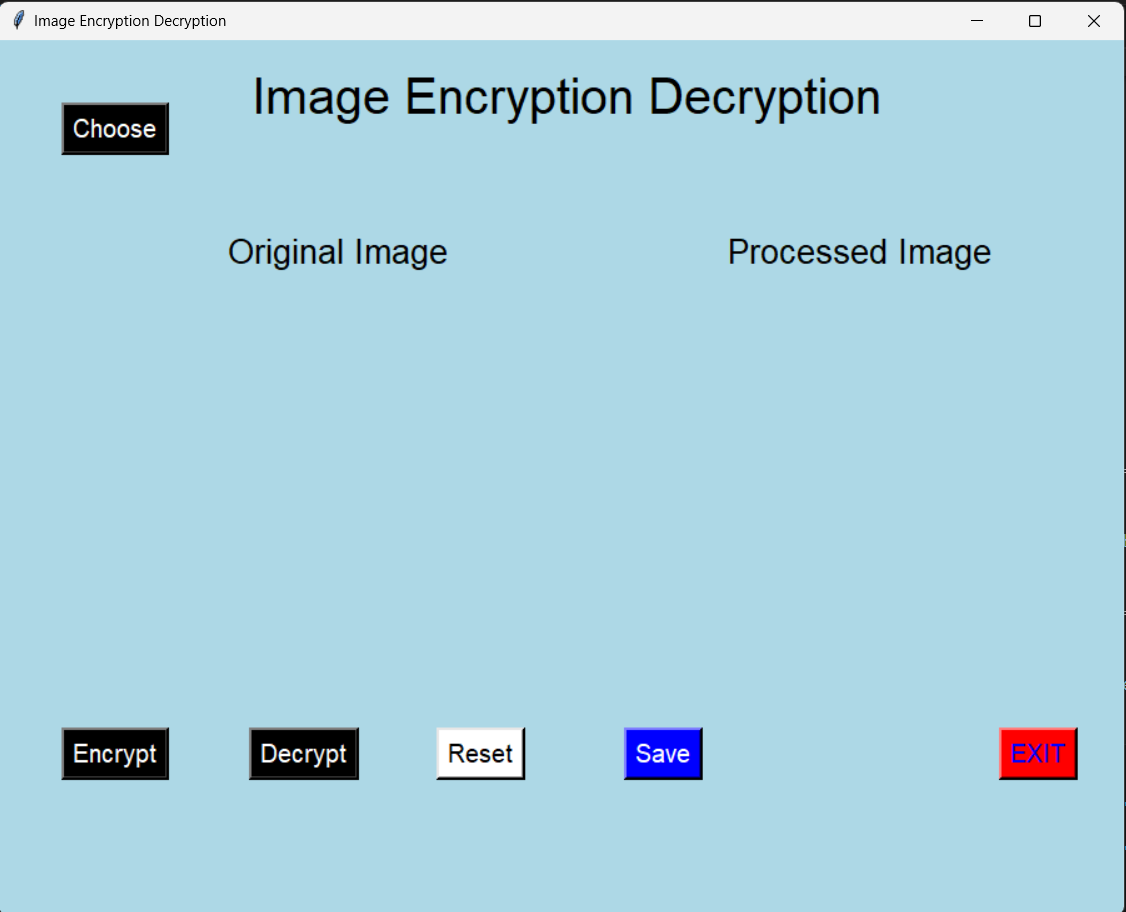 Image Encryption Decryption
Image Encryption Decryption
Choose
Original Image Processed Image
Encrypt Decrypt Reset Save EXIT